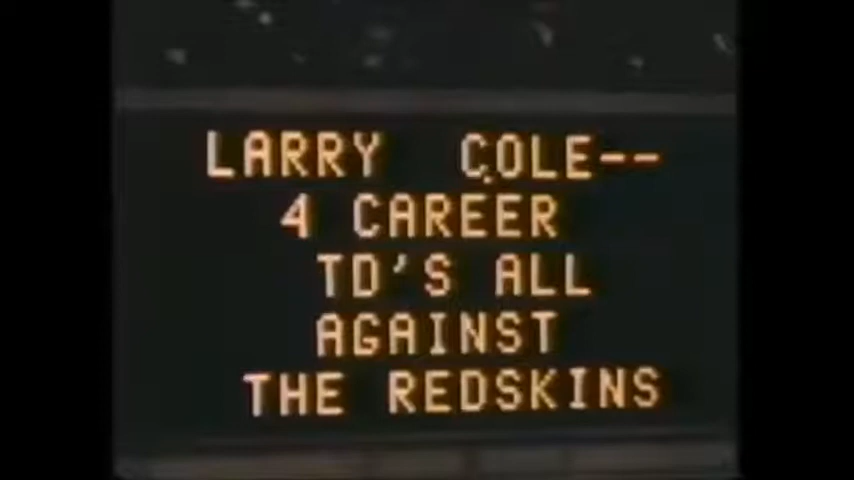 LARRY COLE--
4 CAREER
TD'S ALL
AGAINST
THE REDSKINS